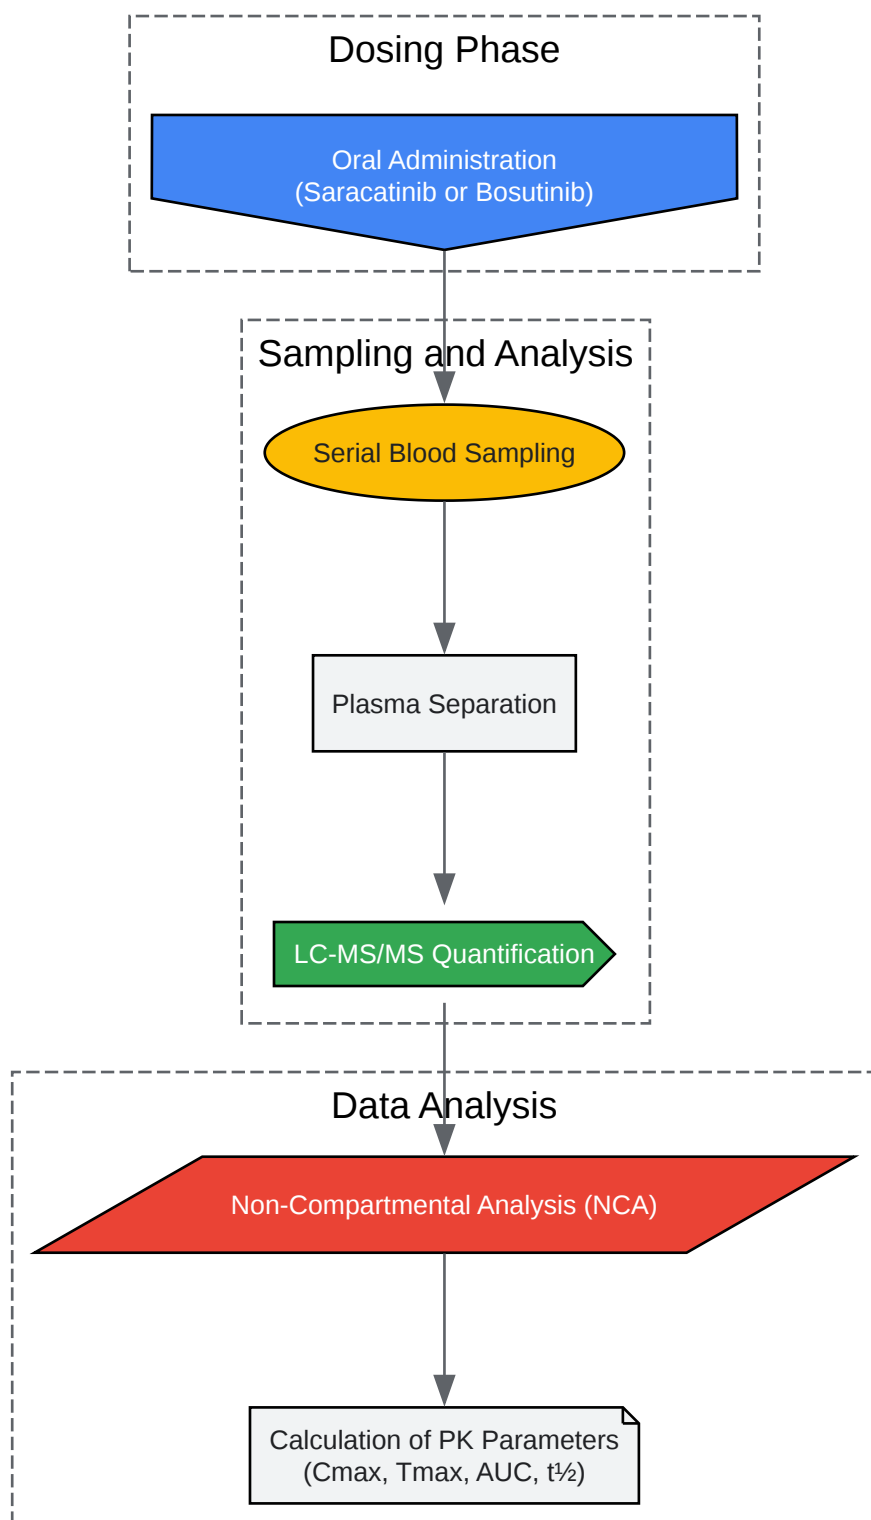 Dosing Phase
Oral Administration
(Saracatinib or Bosutinib)
Sampling and Analysis
Serial Blood Sampling
Plasma Separation
LC-MS/MS Quantification
Data Analysis
Non-Compartmental Analysis (NCA)
Calculation of PK Parameters
(Cmax, Tmax, AUC, t½)